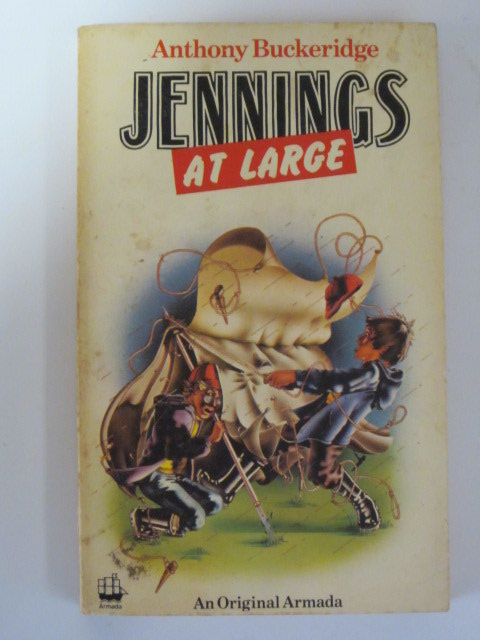 Anthony Buckeridge
JENNINGS
AT LARGE
Armada
An Original Armada